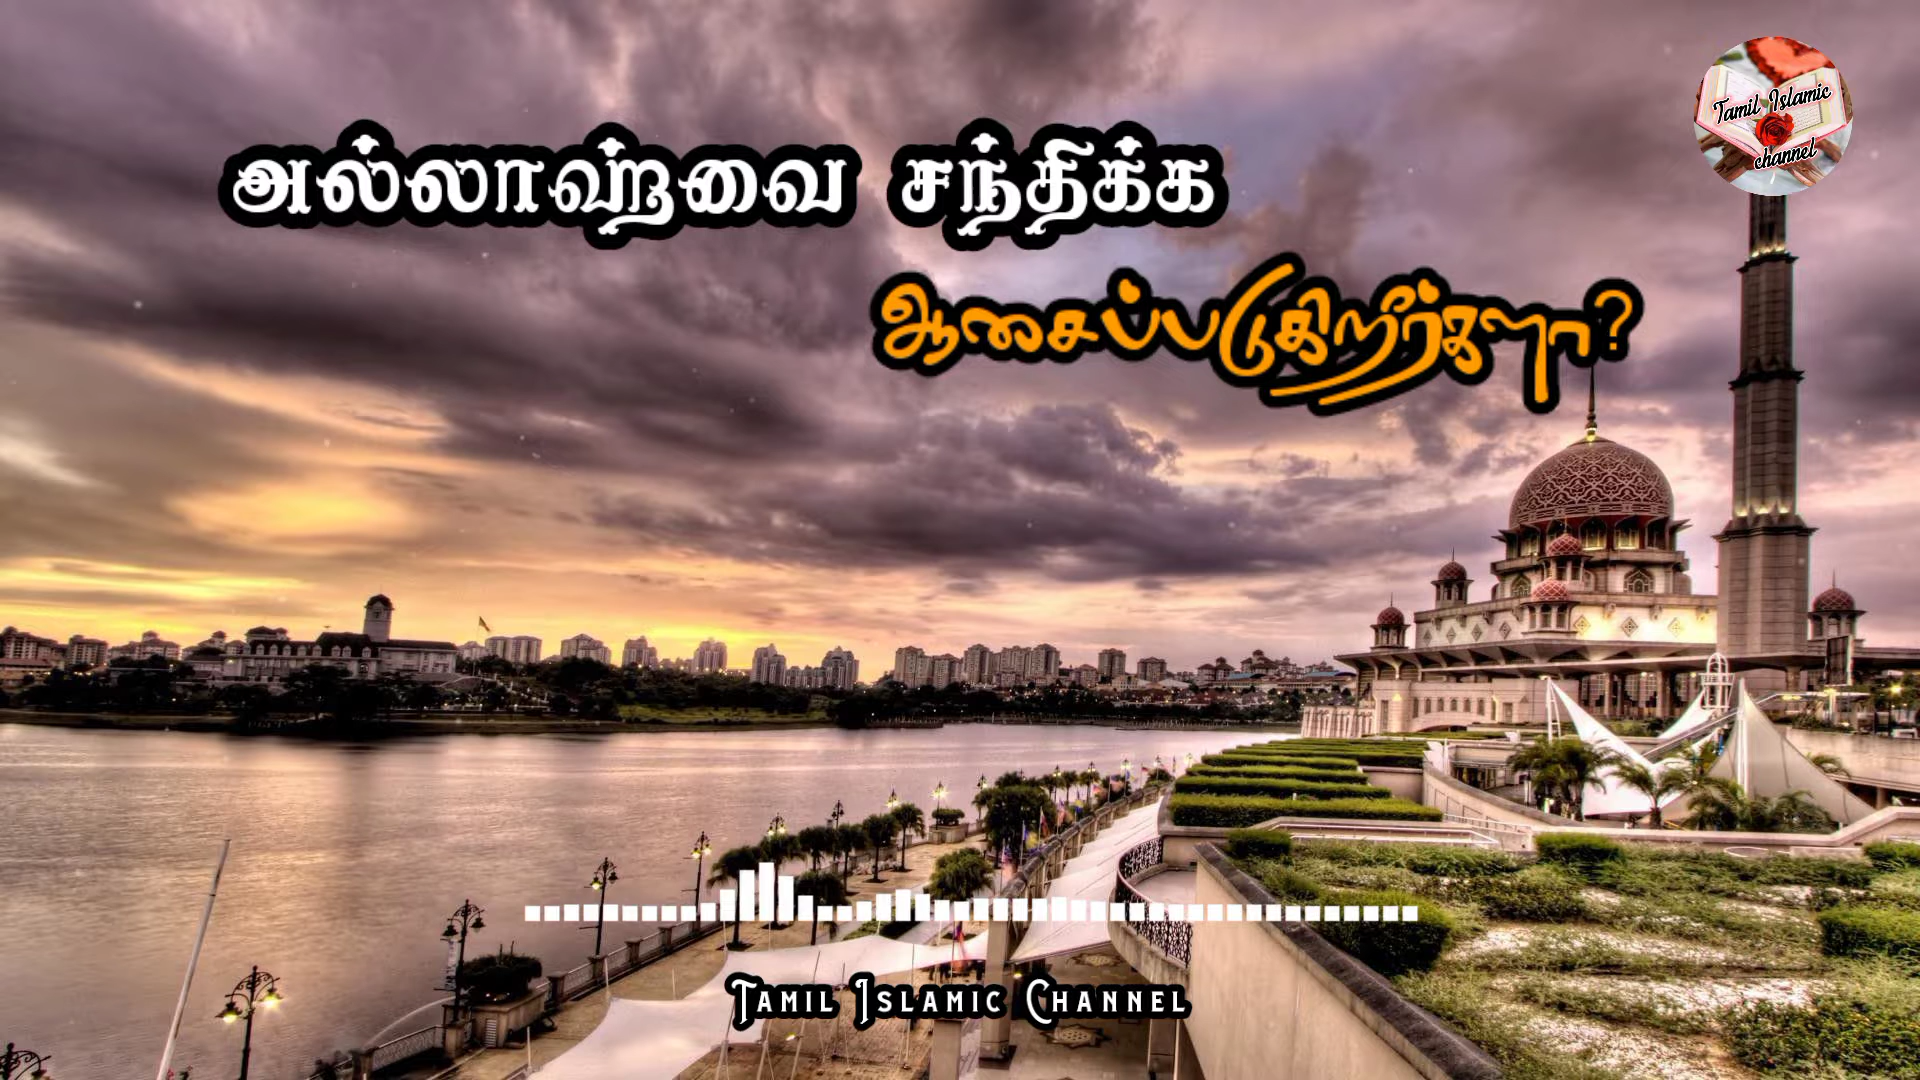 அல்லாஹ்வை சந்திக்க
ஆசைப்படுகிறீர்களா?
Tamil Islamic
channel
Tamil Islamic Channel